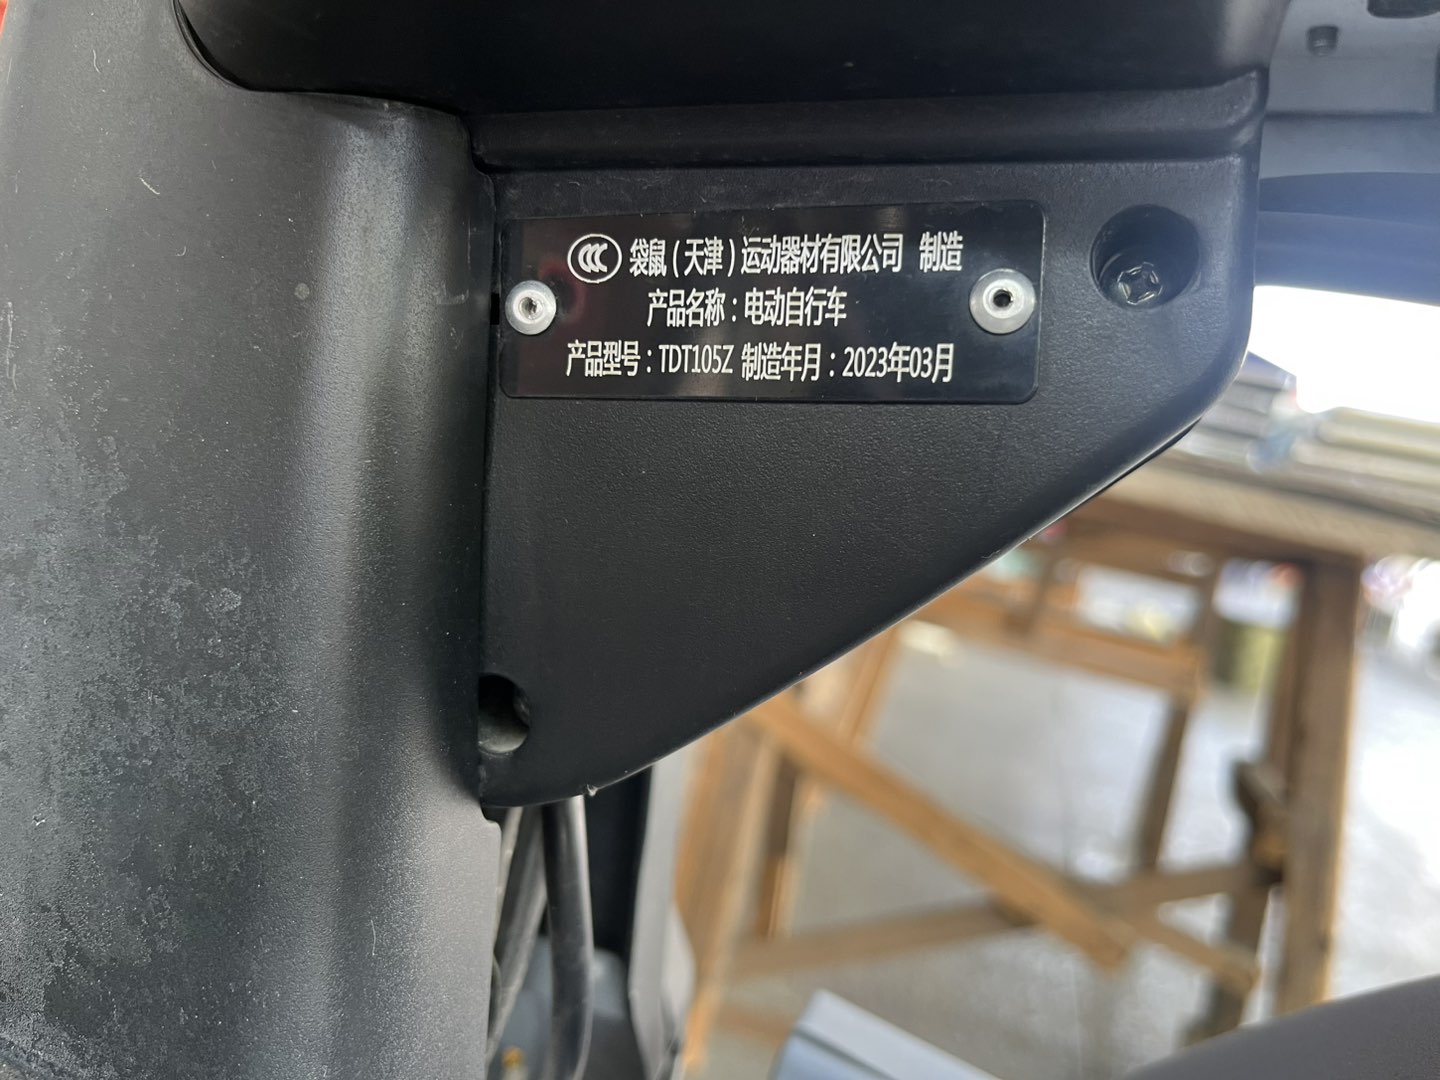 CCC 袋鼠(天津)运动器材有限公司 制造
产品名称:电动自行车
产品型号:TDT105Z 制造年月:2023年03月